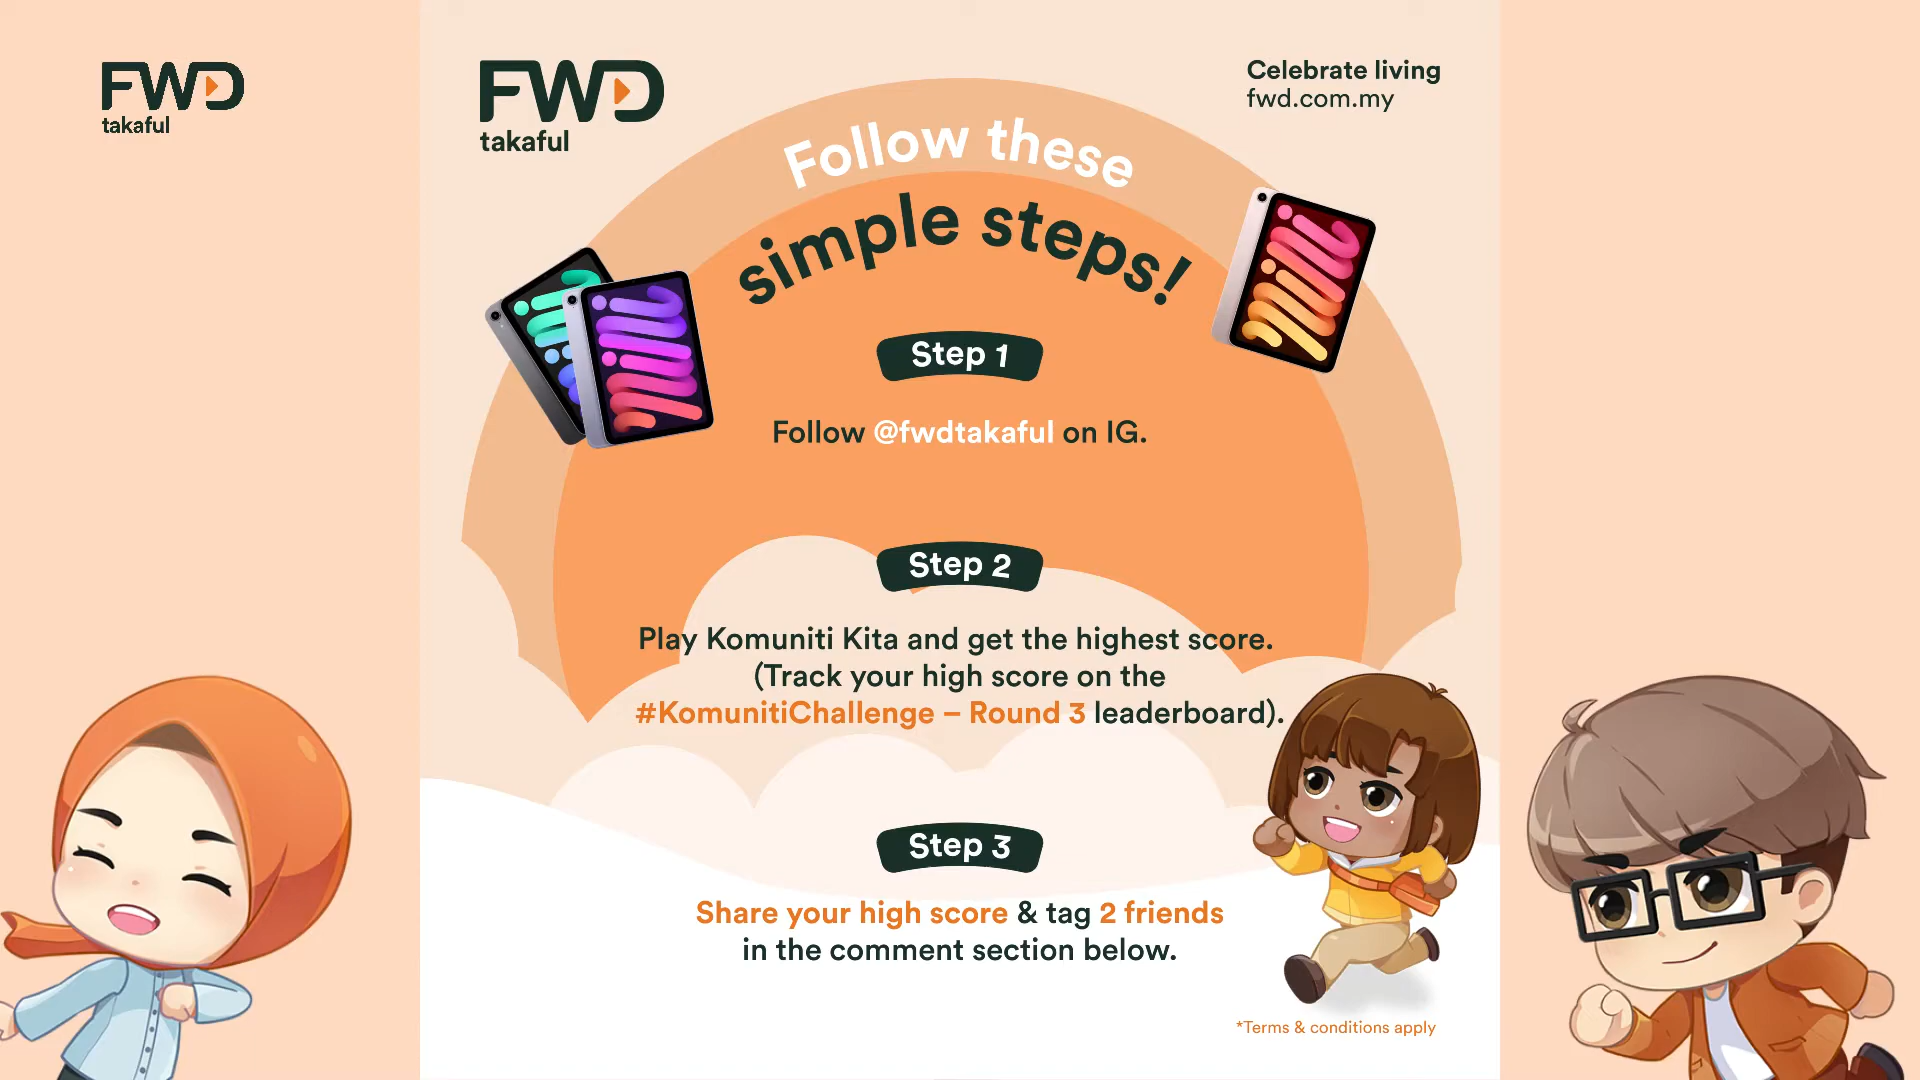 FWD
takaful
FWD
takaful
Celebrate living
fwd.com.my
Follow these
simple steps!
Step 1
Follow @fwdtakaful on IG.
Step 2
Play Komuniti Kita and get the highest score.
(Track your high score on the
#KomunitiChallenge – Round 3 leaderboard).
Step 3
Share your high score & tag 2 friends
in the comment section below.
*Terms & conditions apply